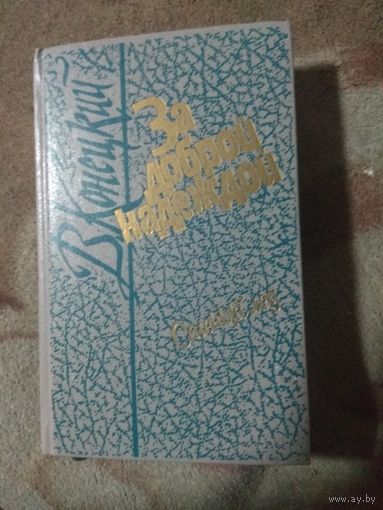 В. Конецкий
За
доброй
надеждой
www.ay.by